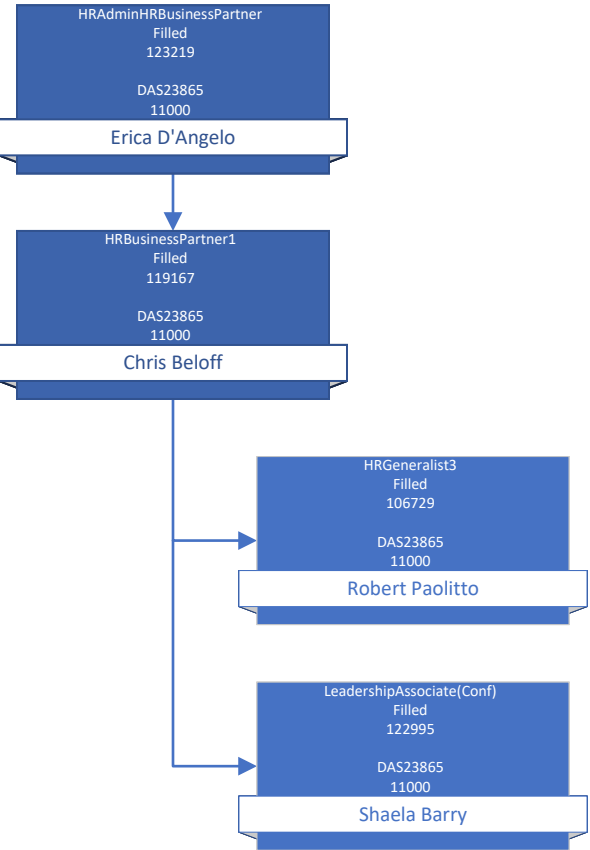 HRAdminHRBusinessPartner
Filled
123219
DAS23865
11000
Erica D'Angelo
HRBusinessPartner1
Filled
119167
DAS23865
11000
Chris Beloff
HRGeneralist3
Filled
106729
DAS23865
11000
Robert Paolitto
LeadershipAssociate(Conf)
Filled
122995
DAS23865
11000
Shaela Barry